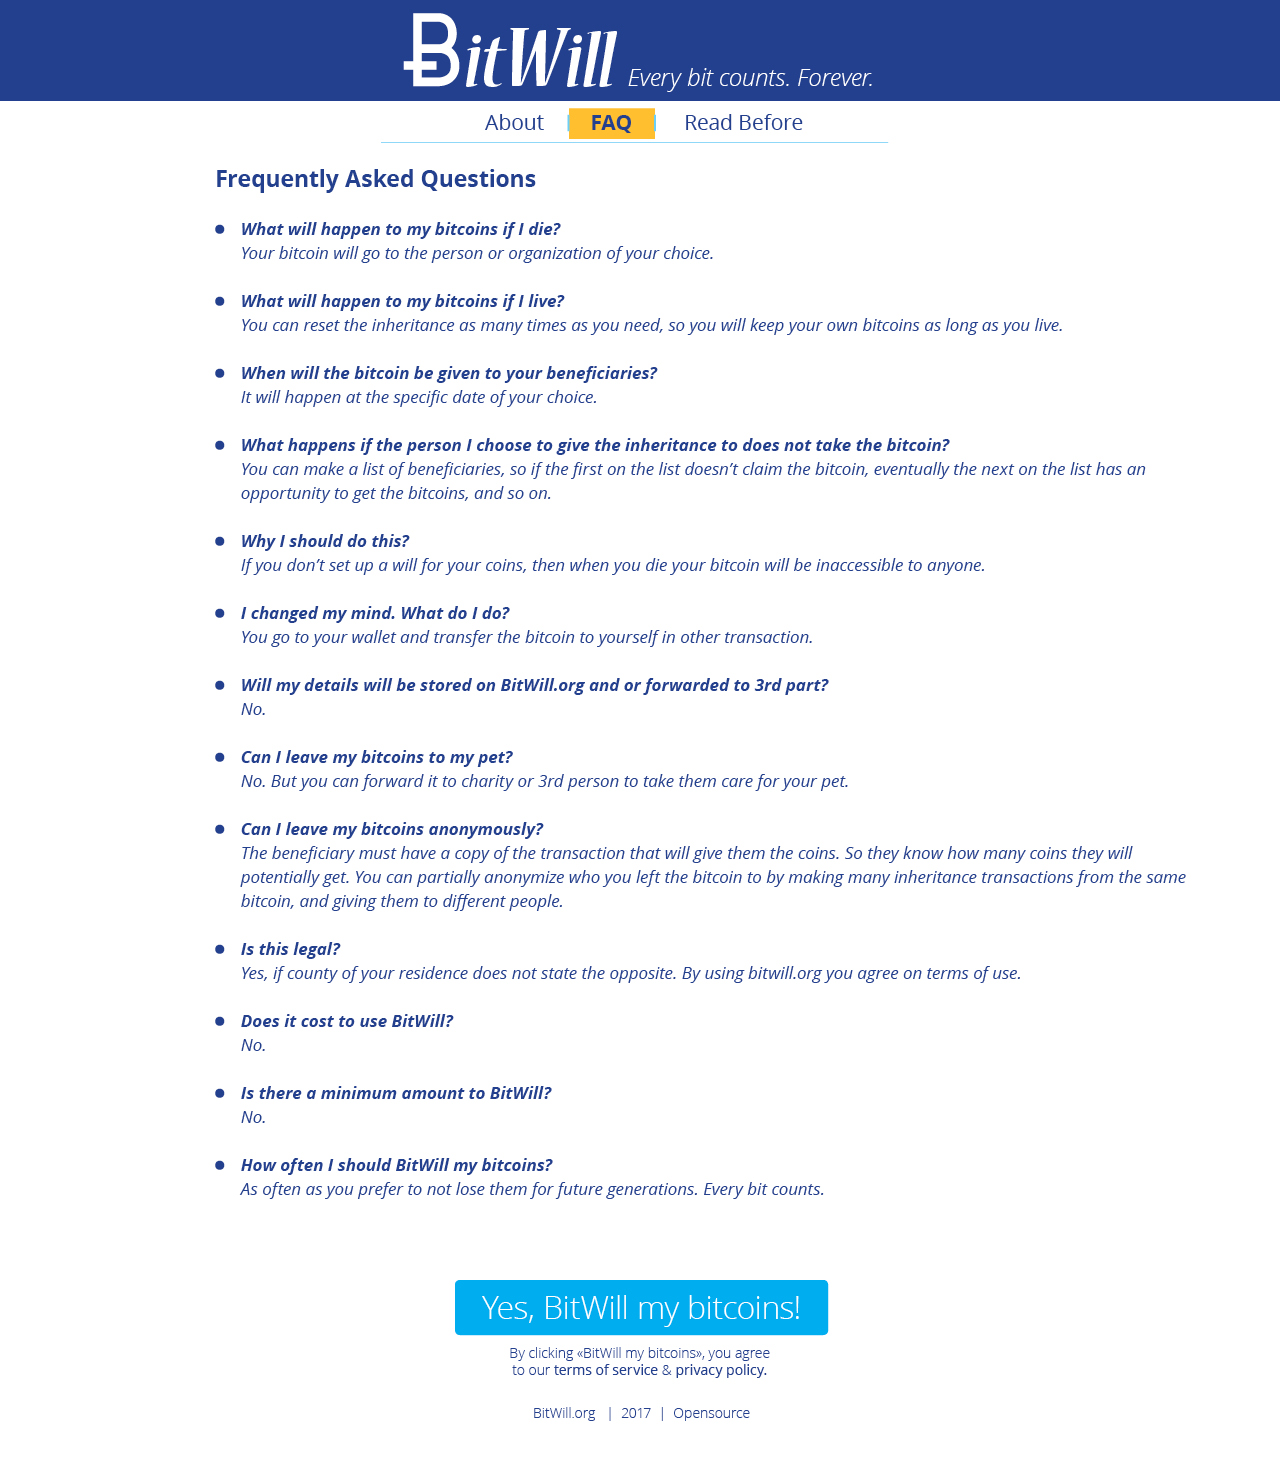 BitWill Every bit counts. Forever.
About | FAQ | Read Before
Frequently Asked Questions
● What will happen to my bitcoins if I die?
Your bitcoin will go to the person or organization of your choice.
● What will happen to my bitcoins if I live?
You can reset the inheritance as many times as you need, so you will keep your own bitcoins as long as you live.
● When will the bitcoin be given to your beneficiaries?
It will happen at the specific date of your choice.
● What happens if the person I choose to give the inheritance to does not take the bitcoin?
You can make a list of beneficiaries, so if the first on the list doesn’t claim the bitcoin, eventually the next on the list has an
opportunity to get the bitcoins, and so on.
● Why I should do this?
If you don’t set up a will for your coins, then when you die your bitcoin will be inaccessible to anyone.
● I changed my mind. What do I do?
You go to your wallet and transfer the bitcoin to yourself in other transaction.
● Will my details will be stored on BitWill.org and or forwarded to 3rd part?
No.
● Can I leave my bitcoins to my pet?
No. But you can forward it to charity or 3rd person to take them care for your pet.
● Can I leave my bitcoins anonymously?
The beneficiary must have a copy of the transaction that will give them the coins. So they know how many coins they will
potentially get. You can partially anonymize who you left the bitcoin to by making many inheritance transactions from the same
bitcoin, and giving them to different people.
● Is this legal?
Yes, if county of your residence does not state the opposite. By using bitwill.org you agree on terms of use.
● Does it cost to use BitWill?
No.
● Is there a minimum amount to BitWill?
No.
● How often I should BitWill my bitcoins?
As often as you prefer to not lose them for future generations. Every bit counts.
Yes, BitWill my bitcoins!
By clicking «BitWill my bitcoins», you agree
to our terms of service & privacy policy.
BitWill.org | 2017 | Opensource